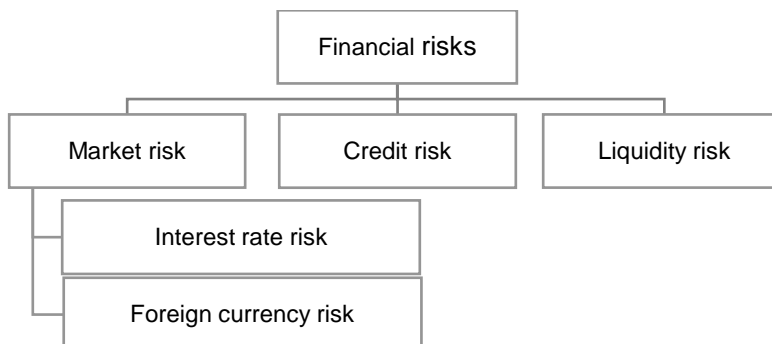 Financial risks
Market risk
Credit risk
Liquidity risk
Interest rate risk
Foreign currency risk